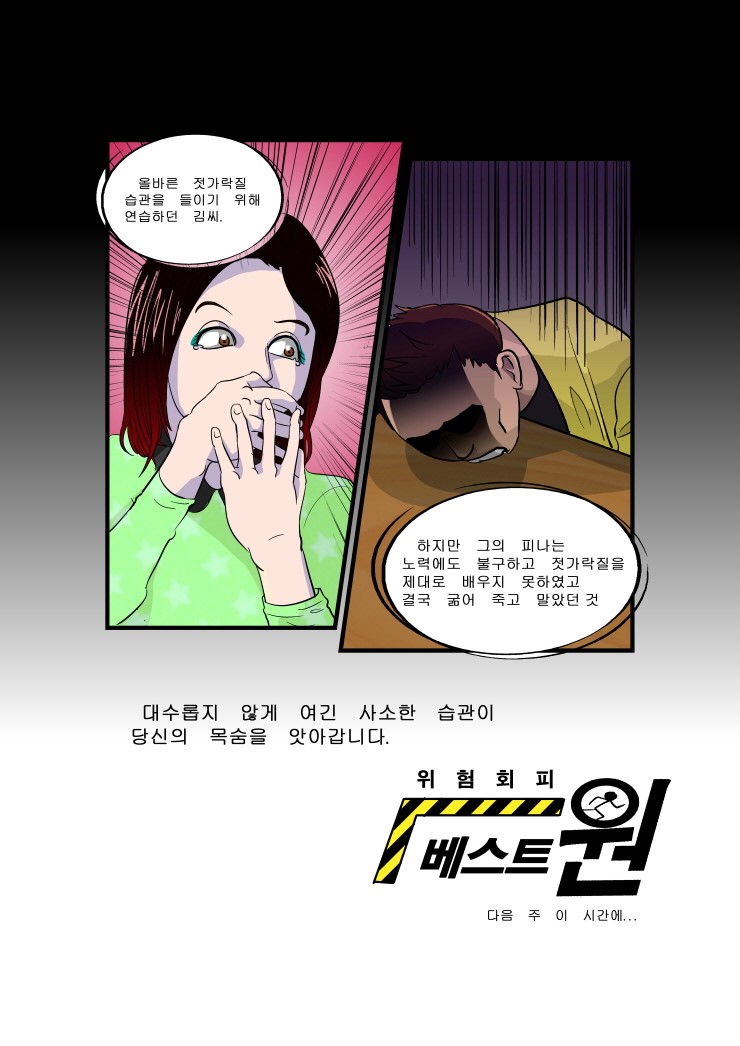 올바른 젓가락질
습관을 들이기 위해
연습하던 김씨.
하지만 그의 피나는
노력에도 불구하고 젓가락질을
제대로 배우지 못하였고
결국 굶어 죽고 말았던 것
대수롭지 않게 여긴 사소한 습관이
당신의 목숨을 앗아갑니다.
위험회피
베스트원
다음 주 이 시간에...